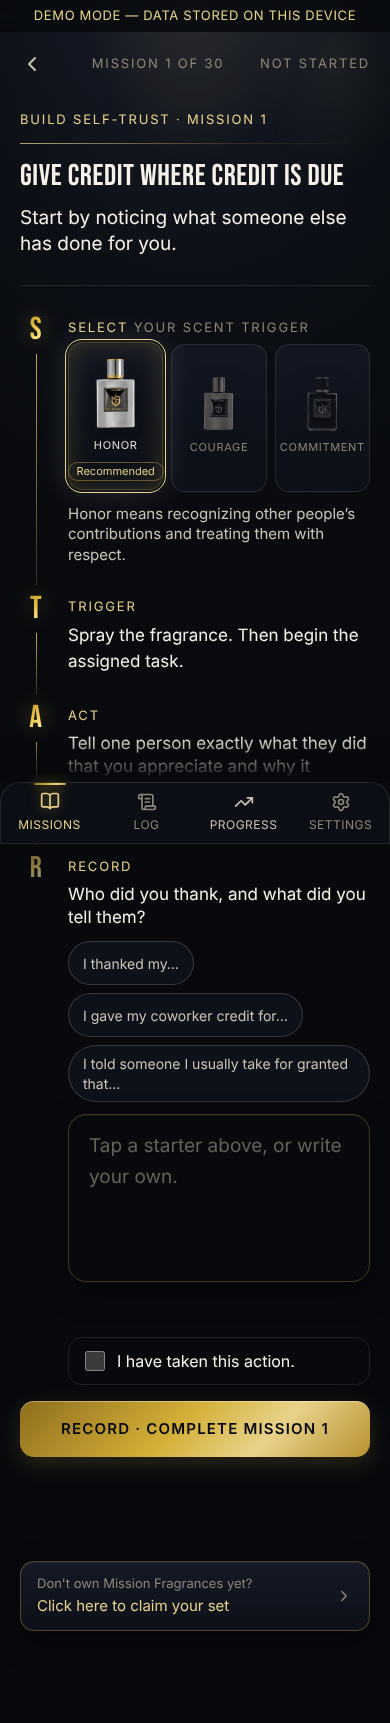 DEMO MODE — DATA STORED ON THIS DEVICE
MISSION 1 OF 30 NOT STARTED
BUILD SELF-TRUST · MISSION 1
GIVE CREDIT WHERE CREDIT IS DUE
Start by noticing what someone else
has done for you.
S
SELECT YOUR SCENT TRIGGER
HONOR
Recommended
COURAGE
COMMITMENT
Honor means recognizing other people’s
contributions and treating them with
respect.
T
TRIGGER
Spray the fragrance. Then begin the
assigned task.
A
ACT
Tell one person exactly what they did
that you appreciate and why it
MISSIONS LOG PROGRESS SETTINGS
R
RECORD
Who did you thank, and what did you
tell them?
I thanked my...
I gave my coworker credit for...
I told someone I usually take for granted
that...
Tap a starter above, or write
your own.
I have taken this action.
RECORD · COMPLETE MISSION 1
Don't own Mission Fragrances yet?
Click here to claim your set